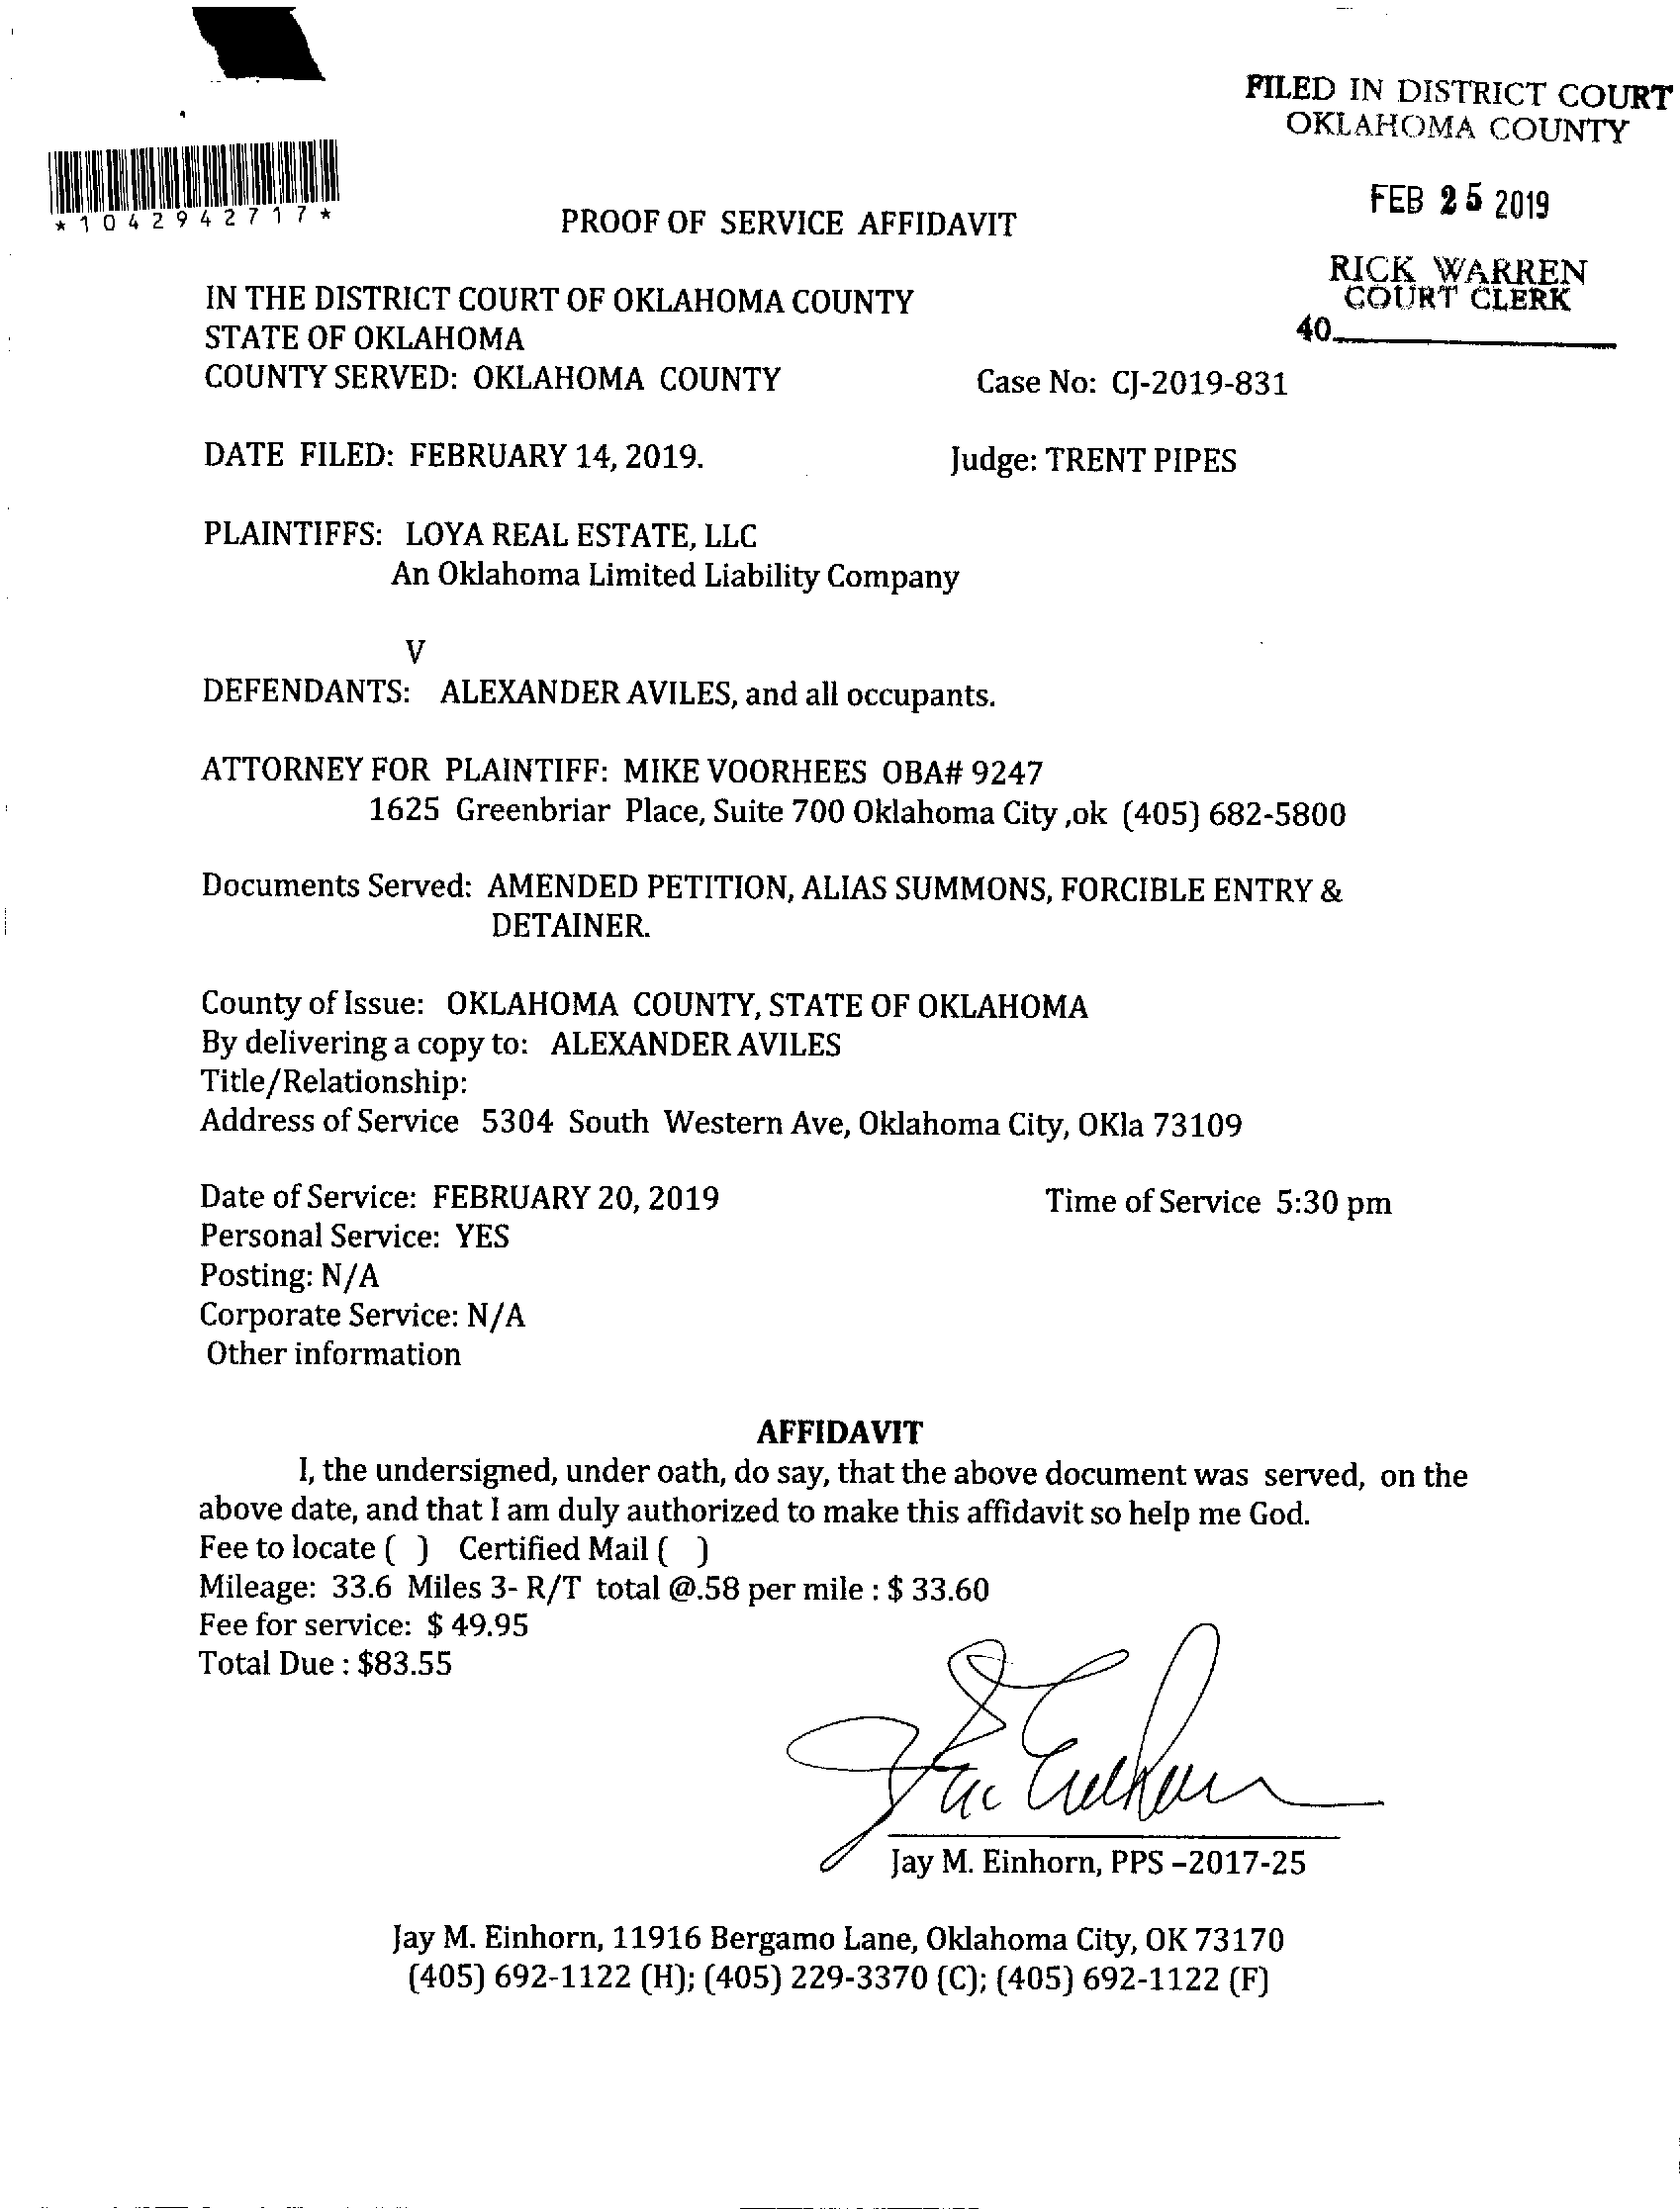 FILED IN DISTRICT COURT
OKLAHOMA COUNTY
FEB 25 2019
RICK WARREN
COURT CLERK
40
*1042942717*
PROOF OF SERVICE AFFIDAVIT
IN THE DISTRICT COURT OF OKLAHOMA COUNTY
STATE OF OKLAHOMA
COUNTY SERVED: OKLAHOMA COUNTY Case No: CJ-2019-831
DATE FILED: FEBRUARY 14, 2019. Judge: TRENT PIPES
PLAINTIFFS: LOYA REAL ESTATE, LLC
An Oklahoma Limited Liability Company
V
DEFENDANTS: ALEXANDER AVILES, and all occupants.
ATTORNEY FOR PLAINTIFF: MIKE VOORHEES OBA# 9247
1625 Greenbriar Place, Suite 700 Oklahoma City ,ok (405) 682-5800
Documents Served: AMENDED PETITION, ALIAS SUMMONS, FORCIBLE ENTRY &
DETAINER.
County of Issue: OKLAHOMA COUNTY, STATE OF OKLAHOMA
By delivering a copy to: ALEXANDER AVILES
Title/Relationship:
Address of Service 5304 South Western Ave, Oklahoma City, OKla 73109
Date of Service: FEBRUARY 20, 2019 Time of Service 5:30 pm
Personal Service: YES
Posting: N/A
Corporate Service: N/A
Other information
AFFIDAVIT
I, the undersigned, under oath, do say, that the above document was served, on the
above date, and that I am duly authorized to make this affidavit so help me God.
Fee to locate ( ) Certified Mail ( )
Mileage: 33.6 Miles 3- R/T total @.58 per mile : $ 33.60
Fee for service: $ 49.95
Total Due : $83.55
Jay M. Einhorn, PPS –2017-25
Jay M. Einhorn, 11916 Bergamo Lane, Oklahoma City, OK 73170
(405) 692-1122 (H); (405) 229-3370 (C); (405) 692-1122 (F)